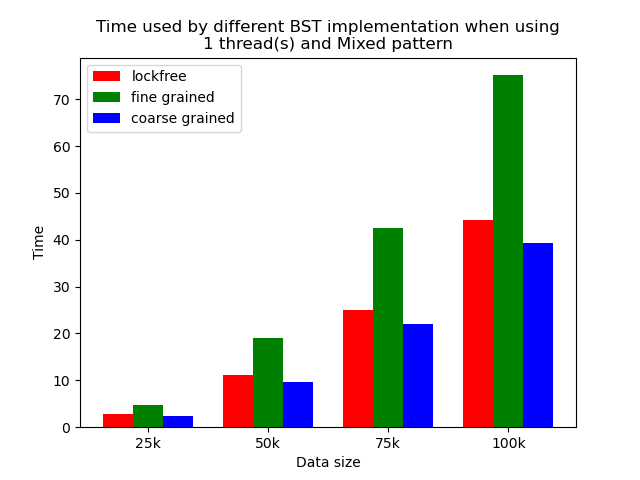 Time used by different BST implementation when using
1 thread(s) and Mixed pattern
lockfree
fine grained
coarse grained
70
60
50
40
30
20
10
0
Time
25k
50k
75k
100k
Data size